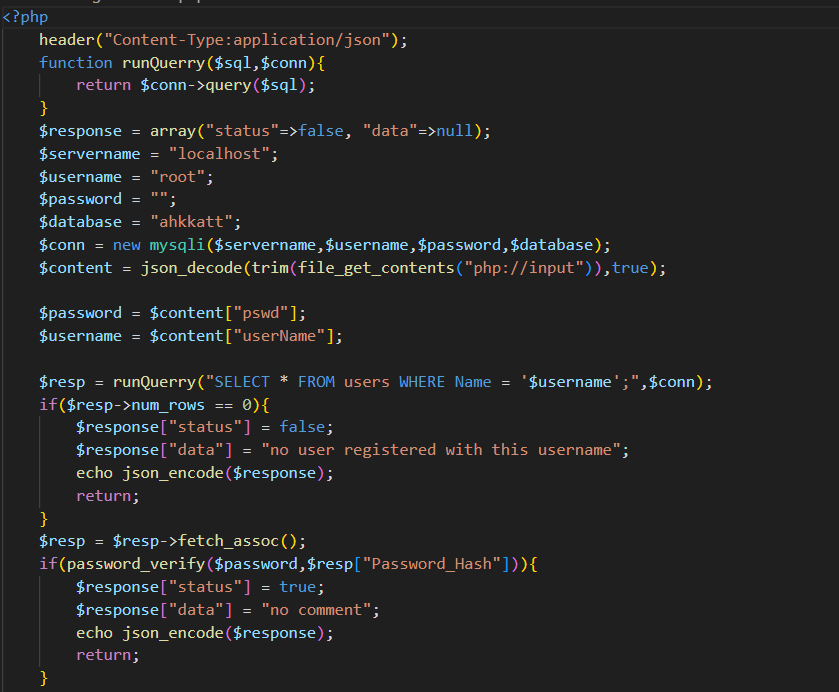 <?php
    header("Content-Type:application/json");
    function runQuerry($sql,$conn){
        return $conn->query($sql);
    }
    $response = array("status"=>false, "data"=>null);
    $servername = "localhost";
    $username = "root";
    $password = "";
    $database = "ahkkatt";
    $conn = new mysqli($servername,$username,$password,$database);
    $content = json_decode(trim(file_get_contents("php://input")),true);

    $password = $content["pswd"];
    $username = $content["userName"];

    $resp = runQuerry("SELECT * FROM users WHERE Name = '$username';",$conn);
    if($resp->num_rows == 0){
        $response["status"] = false;
        $response["data"] = "no user registered with this username";
        echo json_encode($response);
        return;
    }
    $resp = $resp->fetch_assoc();
    if(password_verify($password,$resp["Password_Hash"])){
        $response["status"] = true;
        $response["data"] = "no comment";
        echo json_encode($response);
        return;
    }